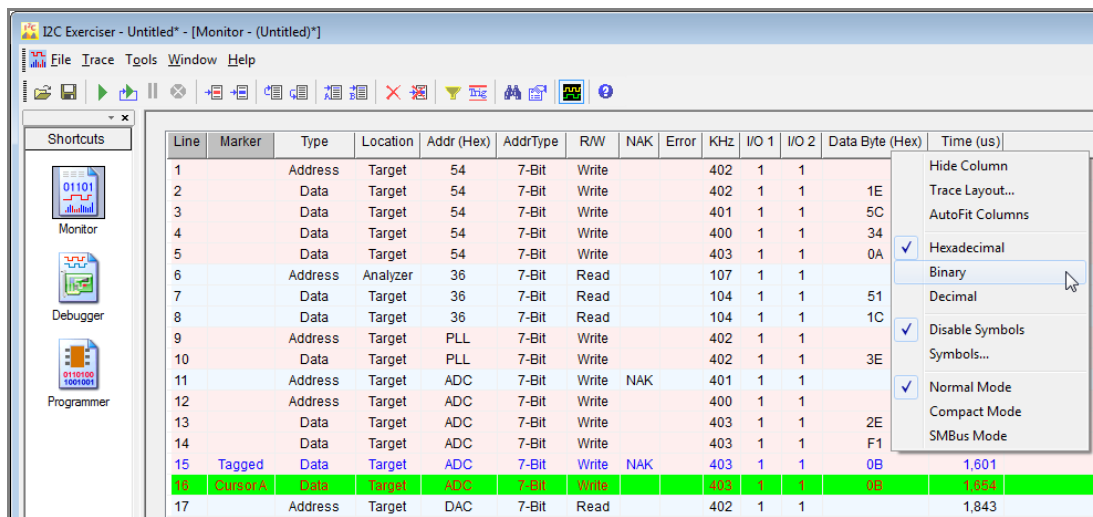 I2C Exerciser - Untitled* - [Monitor - (Untitled)*]
File Trace Tools Window Help
Shortcuts
01101
Monitor
Debugger
0110100
1001001
Programmer
Line Marker Type Location Addr (Hex) AddrType R/W NAK Error KHz I/O 1 I/O 2 Data Byte (Hex) Time (us)
1 Address Target 54 7-Bit Write 402 1 1
2 Data Target 54 7-Bit Write 402 1 1 1E
3 Data Target 54 7-Bit Write 401 1 1 5C
4 Data Target 54 7-Bit Write 400 1 1 34
5 Data Target 54 7-Bit Write 403 1 1 0A
6 Address Analyzer 36 7-Bit Read 107 1 1
7 Data Target 36 7-Bit Read 104 1 1 51
8 Data Target 36 7-Bit Read 104 1 1 1C
9 Address Target PLL 7-Bit Write 402 1 1
10 Data Target PLL 7-Bit Write 402 1 1 3E
11 Address Target ADC 7-Bit Write NAK 401 1 1
12 Address Target ADC 7-Bit Write 400 1 1
13 Data Target ADC 7-Bit Write 403 1 1 2E
14 Data Target ADC 7-Bit Write 403 1 1 F1
15 Tagged Data Target ADC 7-Bit Write NAK 403 1 1 0B 1,601
16 Cursor A Data Target ADC 7-Bit Write 403 1 1 0B 1,654
17 Address Target DAC 7-Bit Read 402 1 1 1,843
Hide Column
Trace Layout...
AutoFit Columns
Hexadecimal
Binary
Decimal
Disable Symbols
Symbols...
Normal Mode
Compact Mode
SMBus Mode